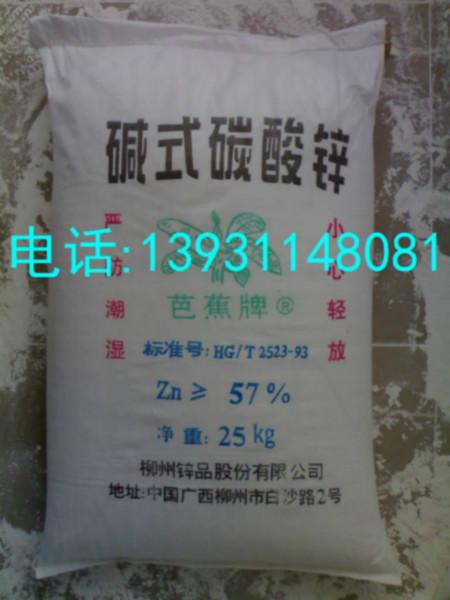 碱式碳酸锌
严防潮湿
小心轻放
电话:13931148081
芭蕉牌®
标准号:HG/T 2523-93
Zn≥ 57%
净重:25kg
柳州锌品股份有限公司
地址:中国广西柳州市白沙路2号